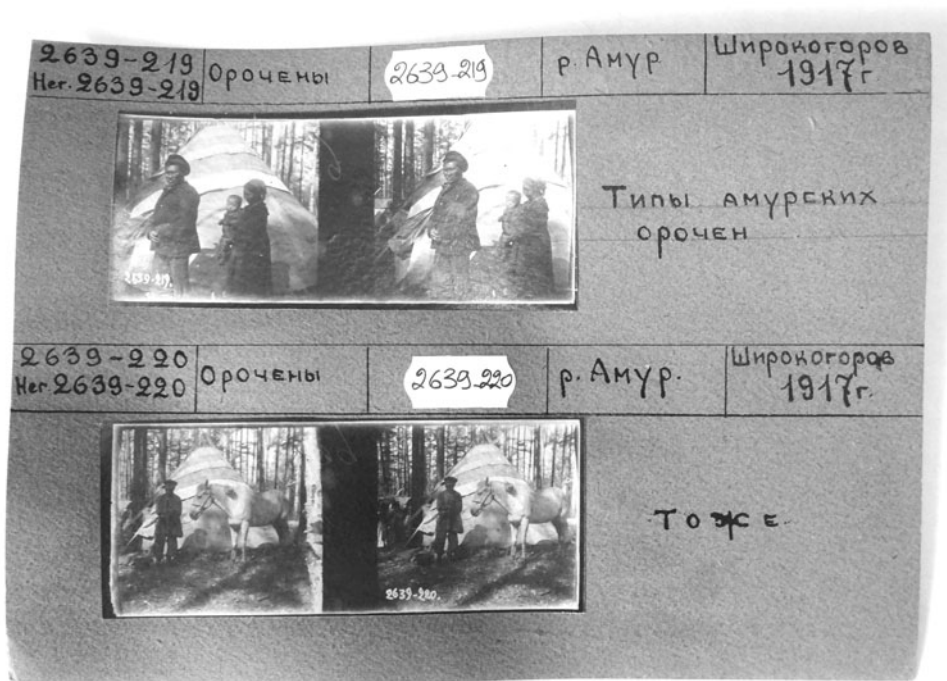 2639-219
Нег. 2639-219
Орочены
2639-219
р. Амур
Широкогоров
1917г
2639-219.
Типы амурских
орочен
2639-220
Нег. 2639-220
Орочены
2639-220
р. Амур.
Широкогоров
1917г.
2639-220.
Тоже